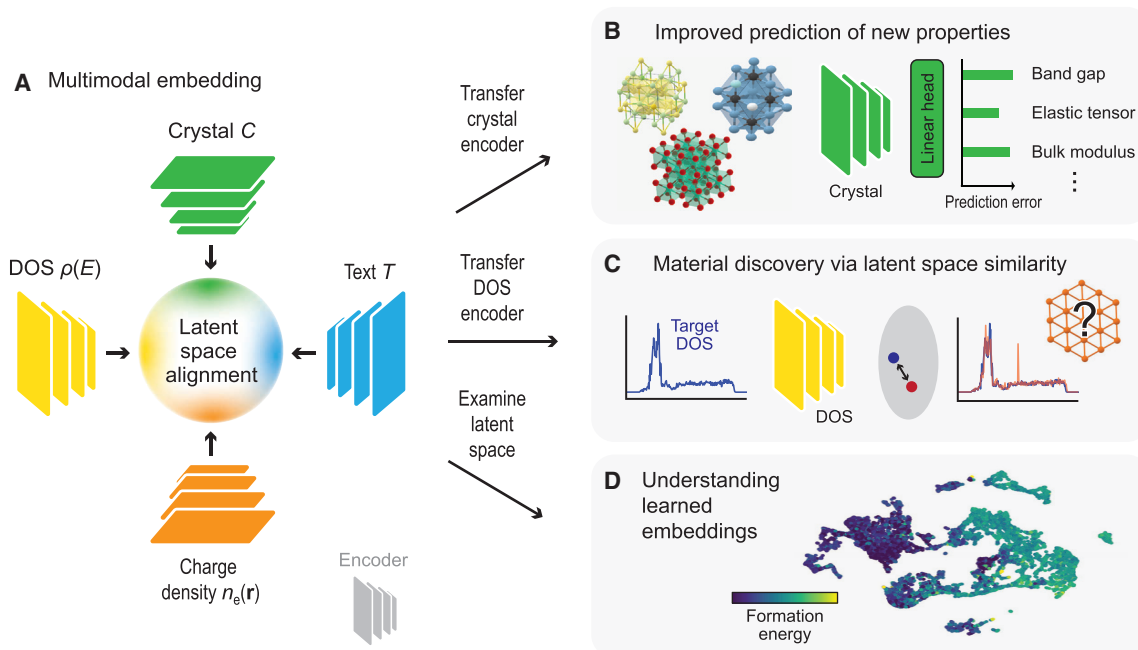 A Multimodal embedding
Crystal C
DOS ρ(E)
Text T
Latent
space
alignment
Charge
density nₑ(r)
Encoder
Transfer
crystal
encoder
Transfer
DOS
encoder
Examine
latent
space
B Improved prediction of new properties
Crystal
Linear head
Band gap
Elastic tensor
Bulk modulus
⋮
Prediction error
C Material discovery via latent space similarity
Target
DOS
DOS
?
D Understanding
learned
embeddings
Formation
energy